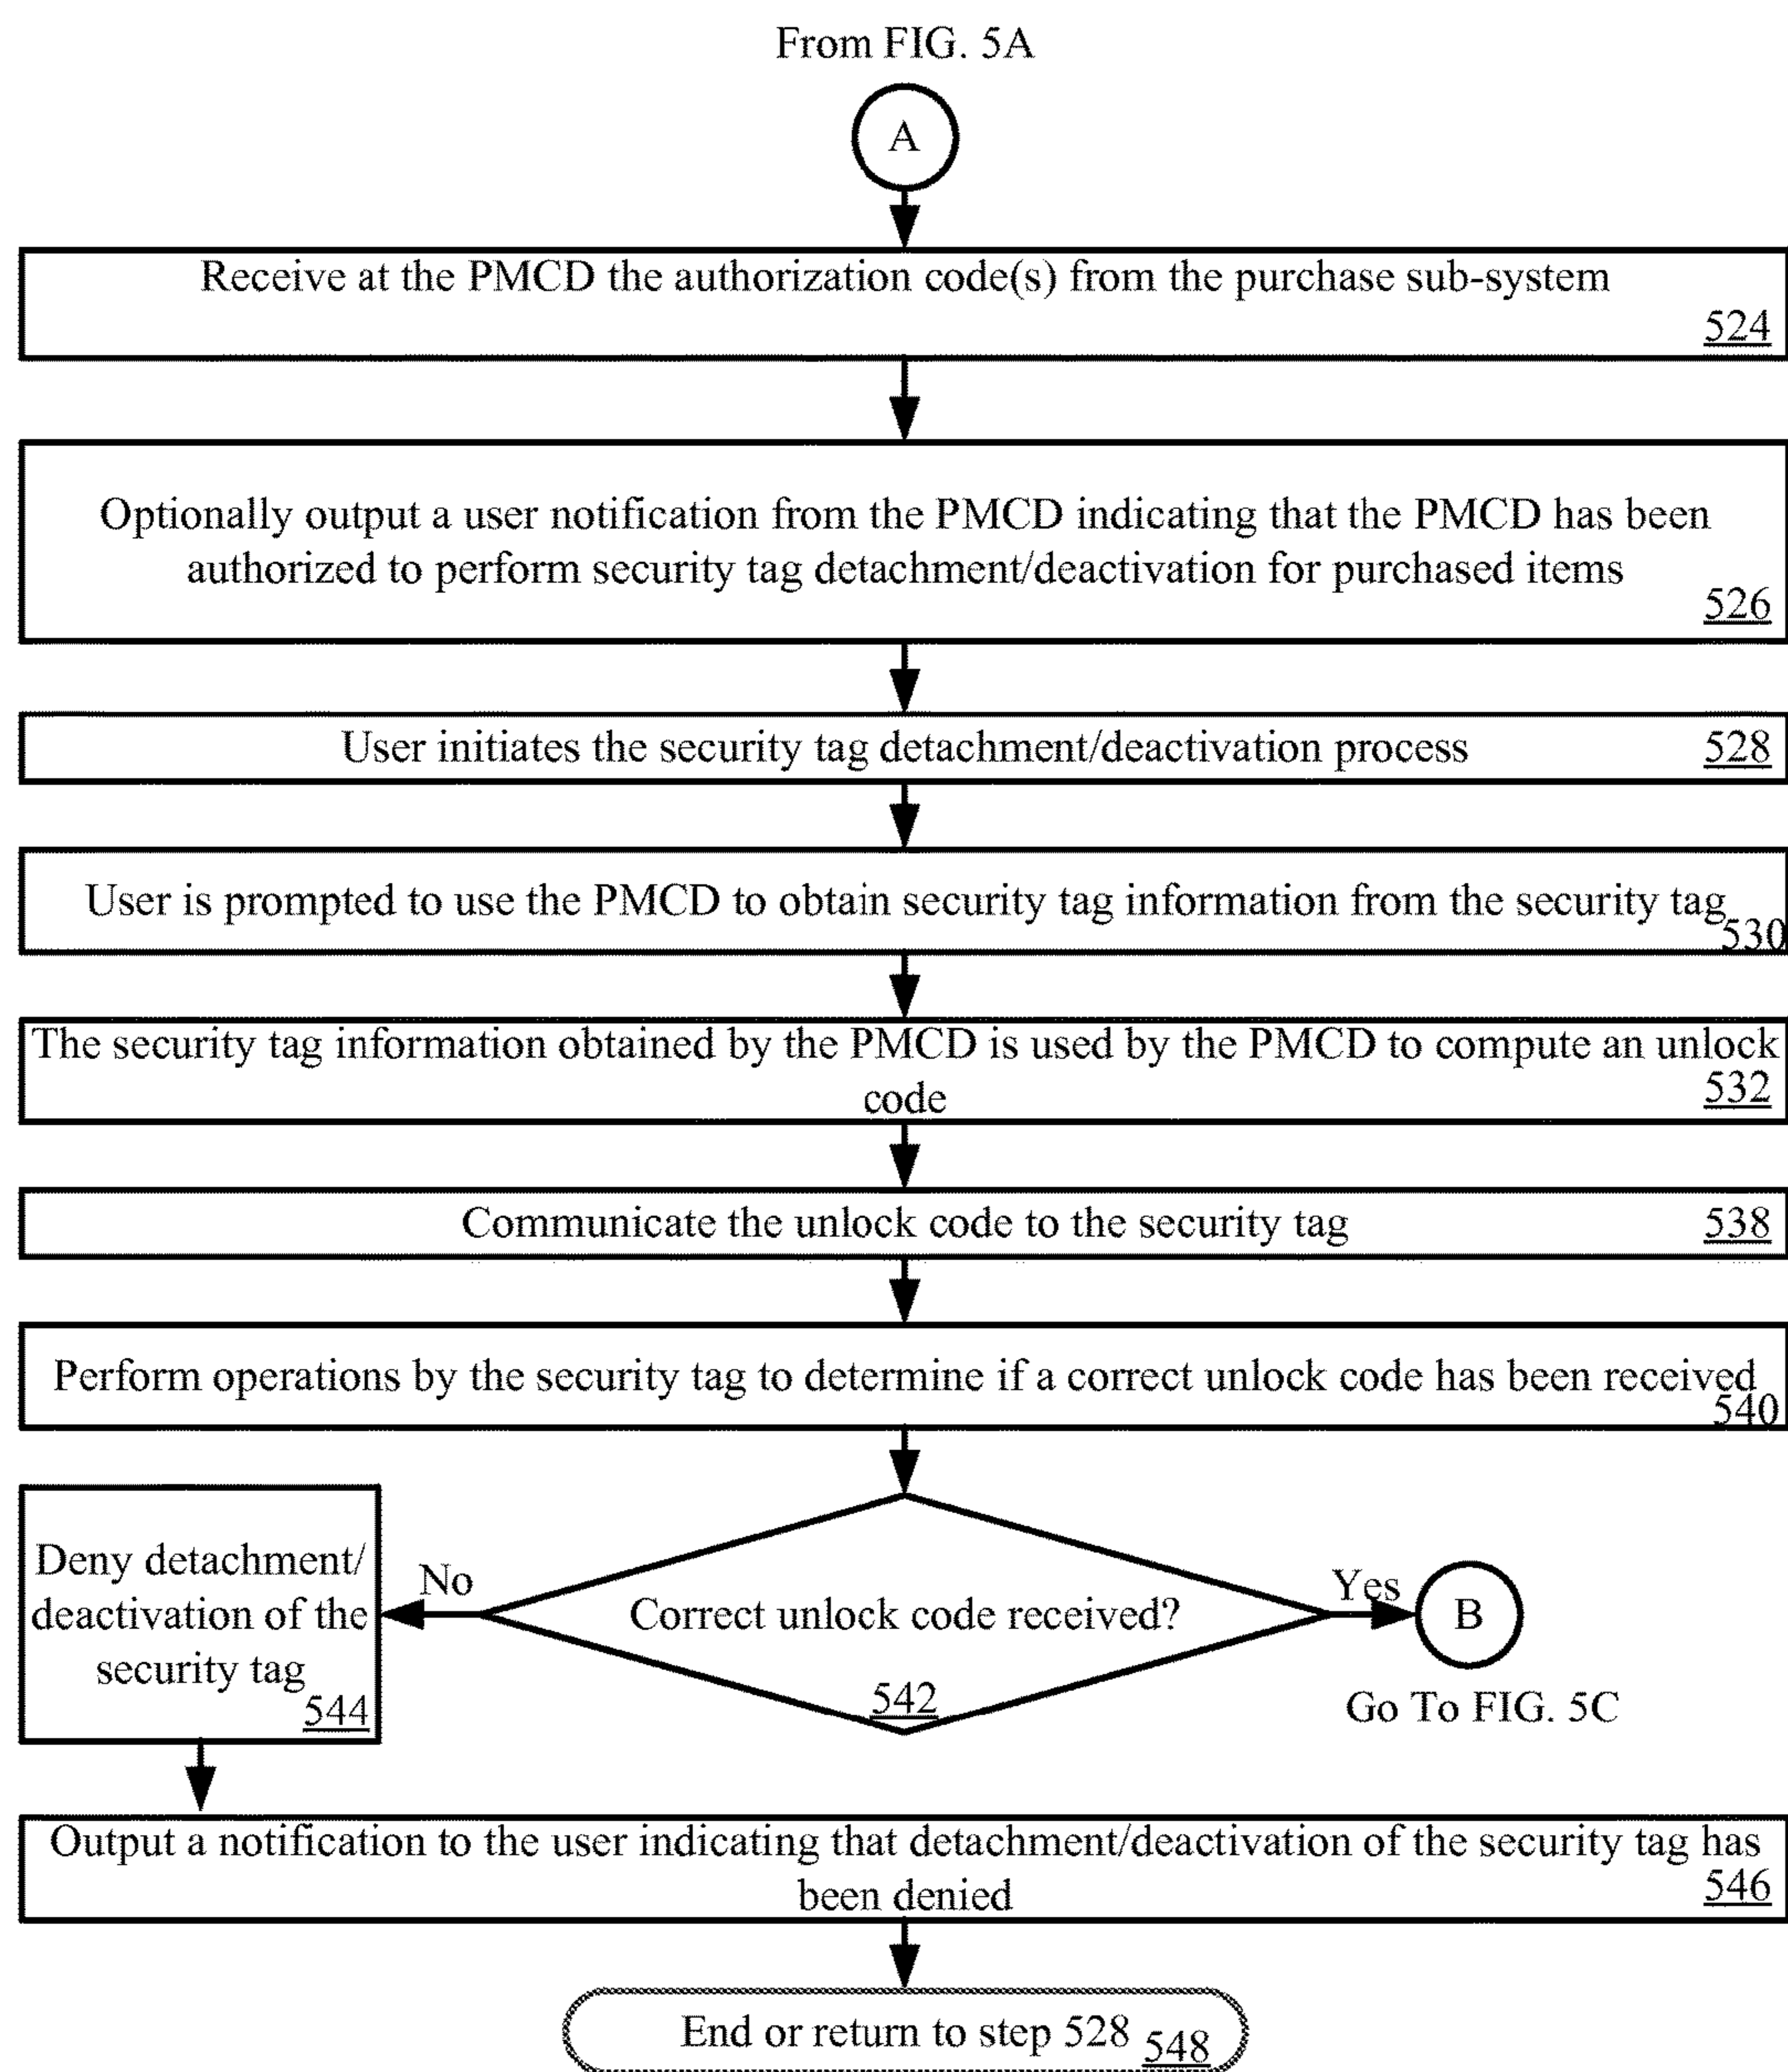 From FIG. 5A
A
Receive at the PMCD the authorization code(s) from the purchase sub-system
524
Optionally output a user notification from the PMCD indicating that the PMCD has been
authorized to perform security tag detachment/deactivation for purchased items
526
User initiates the security tag detachment/deactivation process
528
User is prompted to use the PMCD to obtain security tag information from the security tag
530
The security tag information obtained by the PMCD is used by the PMCD to compute an unlock
code
532
Communicate the unlock code to the security tag
538
Perform operations by the security tag to determine if a correct unlock code has been received
540
Deny detachment/
deactivation of the
security tag
544
No
Correct unlock code received?
542
Yes
B
Go To FIG. 5C
Output a notification to the user indicating that detachment/deactivation of the security tag has
been denied
546
End or return to step 528
548